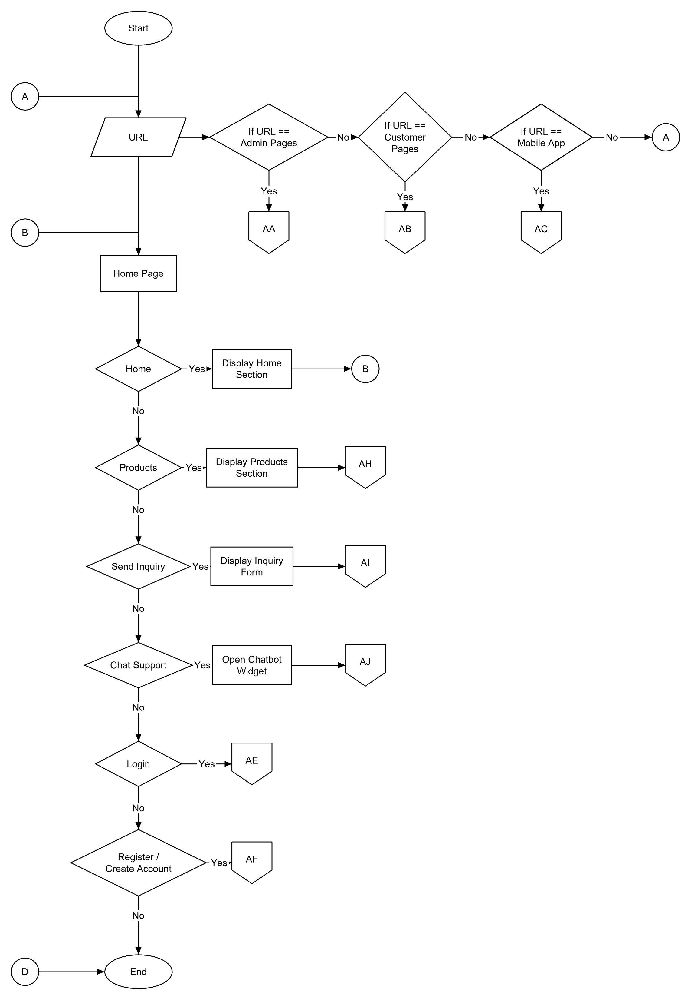 Start
A
URL
If URL ==
Admin Pages
No
If URL ==
Customer
Pages
No
If URL ==
Mobile App
No
A
Yes
Yes
Yes
B
AA
AB
AC
Home Page
Home
Yes
Display Home
Section
B
No
Products
Yes
Display Products
Section
AH
No
Send Inquiry
Yes
Display Inquiry
Form
AI
No
Chat Support
Yes
Open Chatbot
Widget
AJ
No
Login
Yes
AE
No
Register /
Create Account
Yes
AF
No
D
End